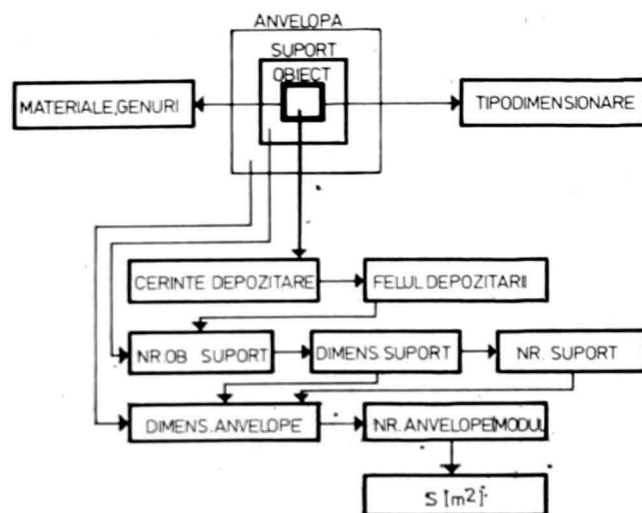 ANVELOPA
SUPORT
OBIECT
MATERIALE,GENURI
TIPODIMENSIONARE
CERINTE DEPOZITARE
FELUL DEPOZITARII
NR.OB SUPORT
DIMENS.SUPORT
NR. SUPORT
DIMENS.ANVELOPE
NR.ANVELOPE(MODUL
S [m2]